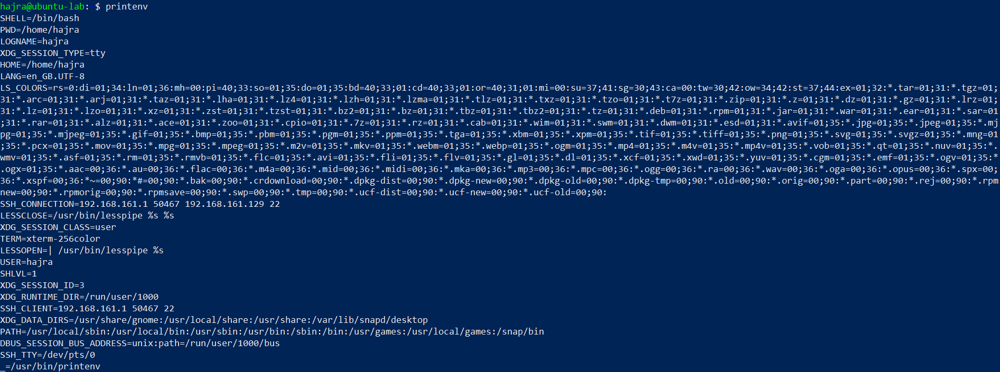 hajra@ubuntu-lab:~$ printenv
SHELL=/bin/bash
PWD=/home/hajra
LOGNAME=hajra
XDG_SESSION_TYPE=tty
HOME=/home/hajra
LANG=en_GB.UTF-8
LS_COLORS=rs=0:di=01;34:ln=01;36:mh=00:pi=40;33:so=01;35:do=01;35:bd=40;33;01:cd=40;33;01:or=40;31;01:mi=00:su=37;41:sg=30;43:ca=00:tw=30;42:ow=34;42:st=37;44:ex=01;32:*.tar=01;31:*.tgz=01;
31:*.arc=01;31:*.arj=01;31:*.taz=01;31:*.lha=01;31:*.lz4=01;31:*.lzh=01;31:*.lzma=01;31:*.tlz=01;31:*.txz=01;31:*.tzo=01;31:*.t7z=01;31:*.zip=01;31:*.z=01;31:*.dz=01;31:*.gz=01;31:*.lrz=01;
31:*.lz=01;31:*.lzo=01;31:*.xz=01;31:*.zst=01;31:*.tzst=01;31:*.bz2=01;31:*.bz=01;31:*.tbz=01;31:*.tbz2=01;31:*.tz=01;31:*.deb=01;31:*.rpm=01;31:*.jar=01;31:*.war=01;31:*.ear=01;31:*.sar=01
;31:*.rar=01;31:*.alz=01;31:*.ace=01;31:*.zoo=01;31:*.cpio=01;31:*.7z=01;31:*.rz=01;31:*.cab=01;31:*.wim=01;31:*.swm=01;31:*.dwm=01;31:*.esd=01;31:*.avif=01;35:*.jpg=01;35:*.jpeg=01;35:*.mj
pg=01;35:*.mjpeg=01;35:*.gif=01;35:*.bmp=01;35:*.pbm=01;35:*.pgm=01;35:*.ppm=01;35:*.tga=01;35:*.xbm=01;35:*.xpm=01;35:*.tif=01;35:*.tiff=01;35:*.png=01;35:*.svg=01;35:*.svgz=01;35:*.mng=01
;35:*.pcx=01;35:*.mov=01;35:*.mpg=01;35:*.mpeg=01;35:*.m2v=01;35:*.mkv=01;35:*.webm=01;35:*.webp=01;35:*.ogm=01;35:*.mp4=01;35:*.m4v=01;35:*.mp4v=01;35:*.vob=01;35:*.qt=01;35:*.nuv=01;35:*.
wmv=01;35:*.asf=01;35:*.rm=01;35:*.rmvb=01;35:*.flc=01;35:*.avi=01;35:*.fli=01;35:*.flv=01;35:*.gl=01;35:*.dl=01;35:*.xcf=01;35:*.xwd=01;35:*.yuv=01;35:*.cgm=01;35:*.emf=01;35:*.ogv=01;35:*
.ogx=01;35:*.aac=00;36:*.au=00;36:*.flac=00;36:*.m4a=00;36:*.mid=00;36:*.midi=00;36:*.mka=00;36:*.mp3=00;36:*.mpc=00;36:*.ogg=00;36:*.ra=00;36:*.wav=00;36:*.oga=00;36:*.opus=00;36:*.spx=00;
36:*.xspf=00;36:*~=00;90:*#=00;90:*.bak=00;90:*.crdownload=00;90:*.dpkg-dist=00;90:*.dpkg-new=00;90:*.dpkg-old=00;90:*.dpkg-tmp=00;90:*.old=00;90:*.orig=00;90:*.part=00;90:*.rej=00;90:*.rpm
new=00;90:*.rpmorig=00;90:*.rpmsave=00;90:*.swp=00;90:*.tmp=00;90:*.ucf-dist=00;90:*.ucf-new=00;90:*.ucf-old=00;90:
SSH_CONNECTION=192.168.161.1 50467 192.168.161.129 22
LESSCLOSE=/usr/bin/lesspipe %s %s
XDG_SESSION_CLASS=user
TERM=xterm-256color
LESSOPEN=| /usr/bin/lesspipe %s
USER=hajra
SHLVL=1
XDG_SESSION_ID=3
XDG_RUNTIME_DIR=/run/user/1000
SSH_CLIENT=192.168.161.1 50467 22
XDG_DATA_DIRS=/usr/share/gnome:/usr/local/share:/usr/share:/var/lib/snapd/desktop
PATH=/usr/local/sbin:/usr/local/bin:/usr/sbin:/usr/bin:/sbin:/bin:/usr/games:/usr/local/games:/snap/bin
DBUS_SESSION_BUS_ADDRESS=unix:path=/run/user/1000/bus
SSH_TTY=/dev/pts/0
_=/usr/bin/printenv